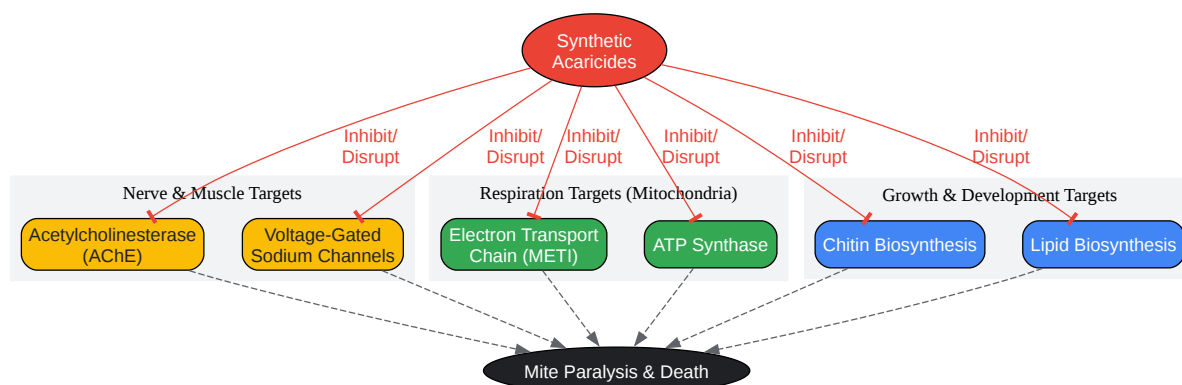 Synthetic
Acaricides
Inhibit/
Disrupt
Inhibit/
Disrupt
Inhibit/
Disrupt
Inhibit/
Disrupt
Inhibit/
Disrupt
Inhibit/
Disrupt
Nerve & Muscle Targets
Respiration Targets (Mitochondria)
Growth & Development Targets
Acetylcholinesterase
(AChE)
Voltage-Gated
Sodium Channels
Electron Transport
Chain (METI)
ATP Synthase
Chitin Biosynthesis
Lipid Biosynthesis
Mite Paralysis & Death